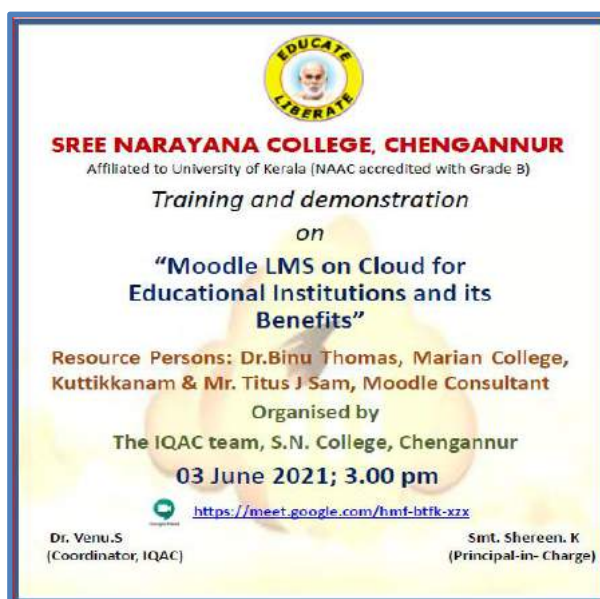 EDUCATE
LIBERATE
SREE NARAYANA COLLEGE, CHENGANNUR
Affiliated to University of Kerala (NAAC accredited with Grade B)
Training and demonstration
on
“Moodle LMS on Cloud for
Educational Institutions and its
Benefits”
Resource Persons: Dr.Binu Thomas, Marian College,
Kuttikkanam & Mr. Titus J Sam, Moodle Consultant
Organised by
The IQAC team, S.N. College, Chengannur
03 June 2021; 3.00 pm
Google Meet
https://meet.google.com/hmf-btfk-xzx
Dr. Venu.S
(Coordinator, IQAC)
Smt. Shereen. K
(Principal-in- Charge)